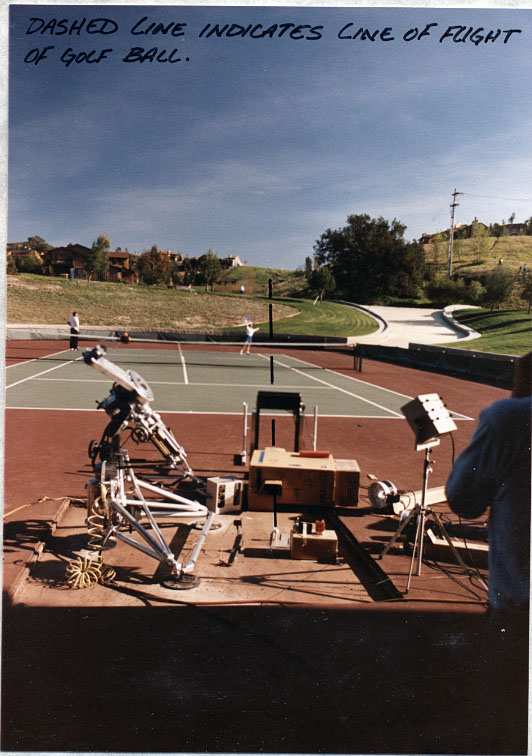 DASHED LINE INDICATES LINE OF FLIGHT
OF GOLF BALL.